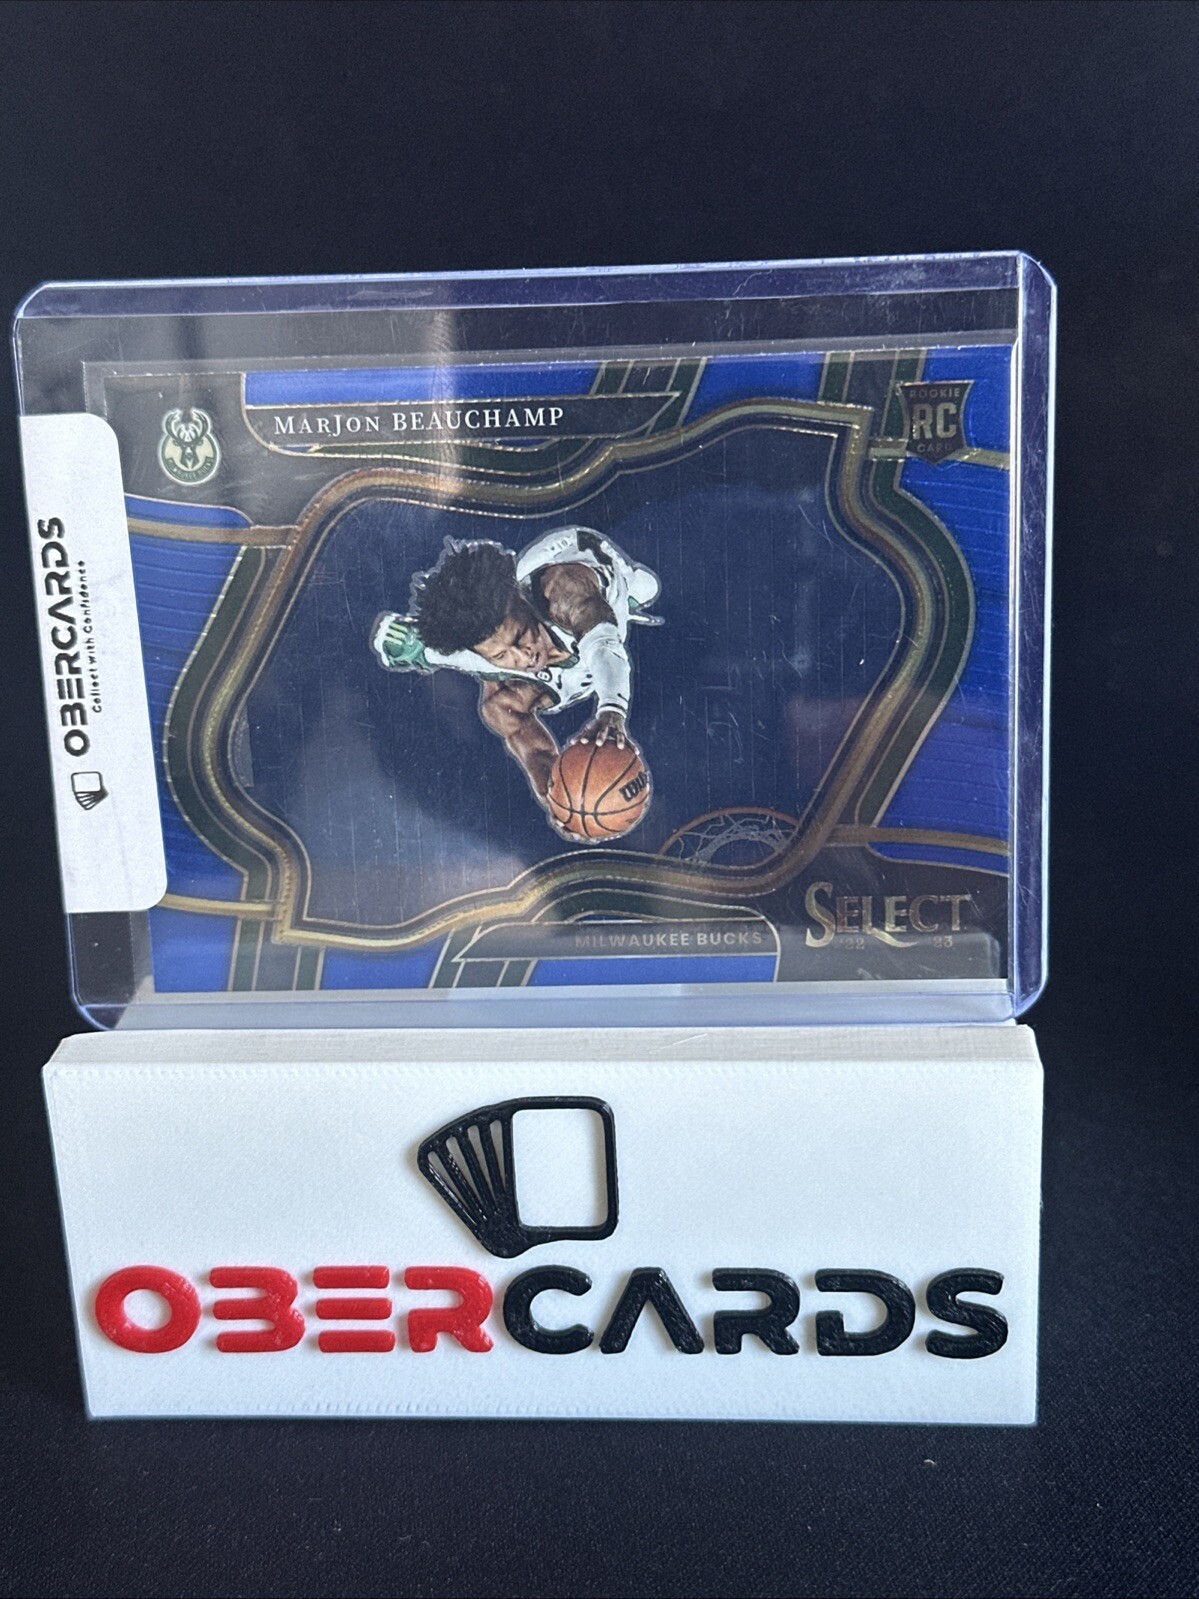 MARJON BEAUCHAMP
ROOKIE
RC
CARD
OBERCARDS
Collect with Confidence
Wilson
MILWAUKEE BUCKS
SELECT
'22 '23
OBERCARDS